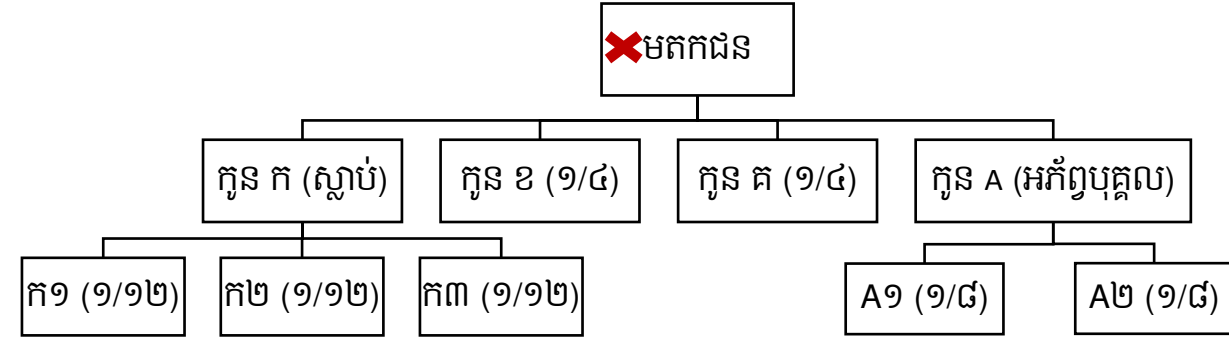 មតកជន
កូន ក (ស្លាប់)
កូន ខ (១/៤)
កូន គ (១/៤)
កូន A (អភ័ព្វបុគ្គល)
ក១ (១/១២)
ក២ (១/១២)
ក៣ (១/១២)
A១ (១/៨)
A២ (១/៨)